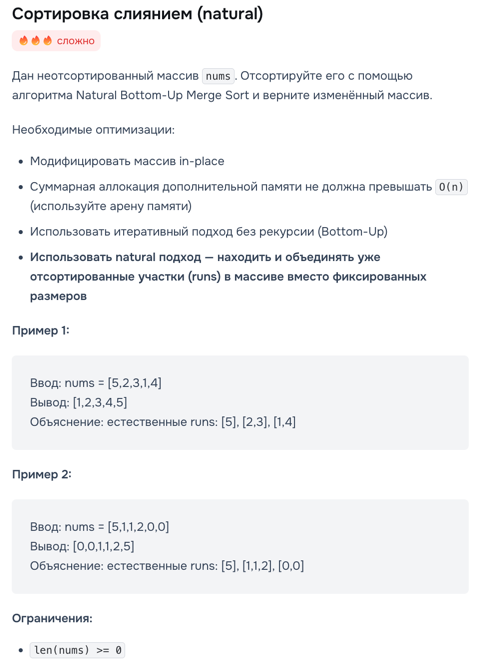 Сортировка слиянием (natural)
🔥🔥🔥 сложно
Дан неотсортированный массив nums. Отсортируйте его с помощью
алгоритма Natural Bottom-Up Merge Sort и верните изменённый массив.
Необходимые оптимизации:
• Модифицировать массив in-place
• Суммарная аллокация дополнительной памяти не должна превышать O(n)
(используйте арену памяти)
• Использовать итеративный подход без рекурсии (Bottom-Up)
• Использовать natural подход — находить и объединять уже
отсортированные участки (runs) в массиве вместо фиксированных
размеров
Пример 1:
Ввод: nums = [5,2,3,1,4]
Вывод: [1,2,3,4,5]
Объяснение: естественные runs: [5], [2,3], [1,4]
Пример 2:
Ввод: nums = [5,1,1,2,0,0]
Вывод: [0,0,1,1,2,5]
Объяснение: естественные runs: [5], [1,1,2], [0,0]
Ограничения:
• len(nums) >= 0